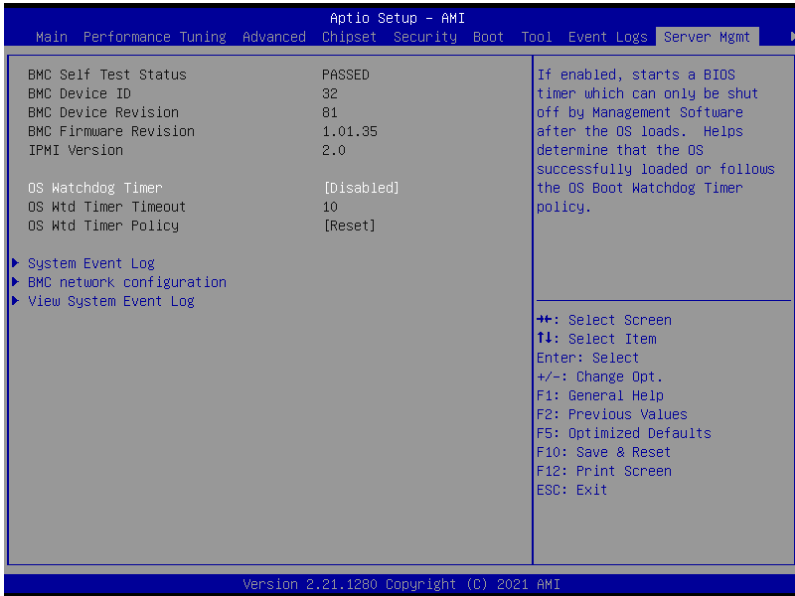 Aptio Setup – AMI
Main Performance Tuning Advanced Chipset Security Boot Tool Event Logs Server Mgmt
BMC Self Test Status PASSED
BMC Device ID 32
BMC Device Revision 81
BMC Firmware Revision 1.01.35
IPMI Version 2.0
OS Watchdog Timer [Disabled]
OS Wtd Timer Timeout 10
OS Wtd Timer Policy [Reset]
System Event Log
BMC network configuration
View System Event Log
If enabled, starts a BIOS
timer which can only be shut
off by Management Software
after the OS loads. Helps
determine that the OS
successfully loaded or follows
the OS Boot Watchdog Timer
policy.
→←: Select Screen
↑↓: Select Item
Enter: Select
+/-: Change Opt.
F1: General Help
F2: Previous Values
F5: Optimized Defaults
F10: Save & Reset
F12: Print Screen
ESC: Exit
Version 2.21.1280 Copyright (C) 2021 AMI